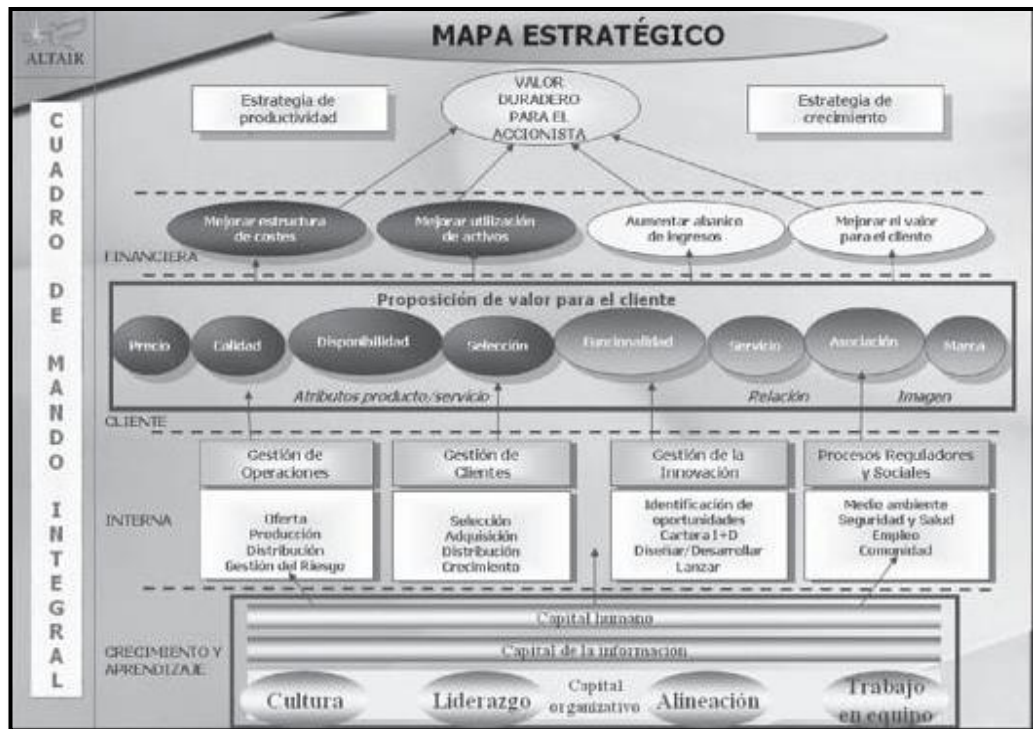 ALTAIR
MAPA ESTRATÉGICO
CUADRO DE MANDO INTEGRAL
Estrategia de
productividad
VALOR
DURADERO
PARA EL
ACCIONISTA
Estrategia de
crecimiento
Mejorar estructura
de costes
Mejorar utilización
de activos
Aumentar abanico
de ingresos
Mejorar el valor
para el cliente
FINANCIERA
Proposición de valor para el cliente
Precio
Calidad
Disponibilidad
Selección
Funcionalidad
Servicio
Asociación
Marca
Atributos producto/servicio
Relación
Imagen
CLIENTE
Gestión de
Operaciones
Gestión de
Clientes
Gestión de la
Innovación
Procesos Reguladores
y Sociales
INTERNA
Oferta
Producción
Distribución
Gestión del Riesgo
Selección
Adquisición
Distribución
Crecimiento
Identificación de
oportunidades
Cartera I+D
Diseñar/Desarrollar
Lanzar
Medio ambiente
Seguridad y Salud
Empleo
Comunidad
CRECIMIENTO Y
APRENDIZAJE
Capital humano
Capital de la información
Cultura
Liderazgo
Capital
organizativo
Alineación
Trabajo
en equipo